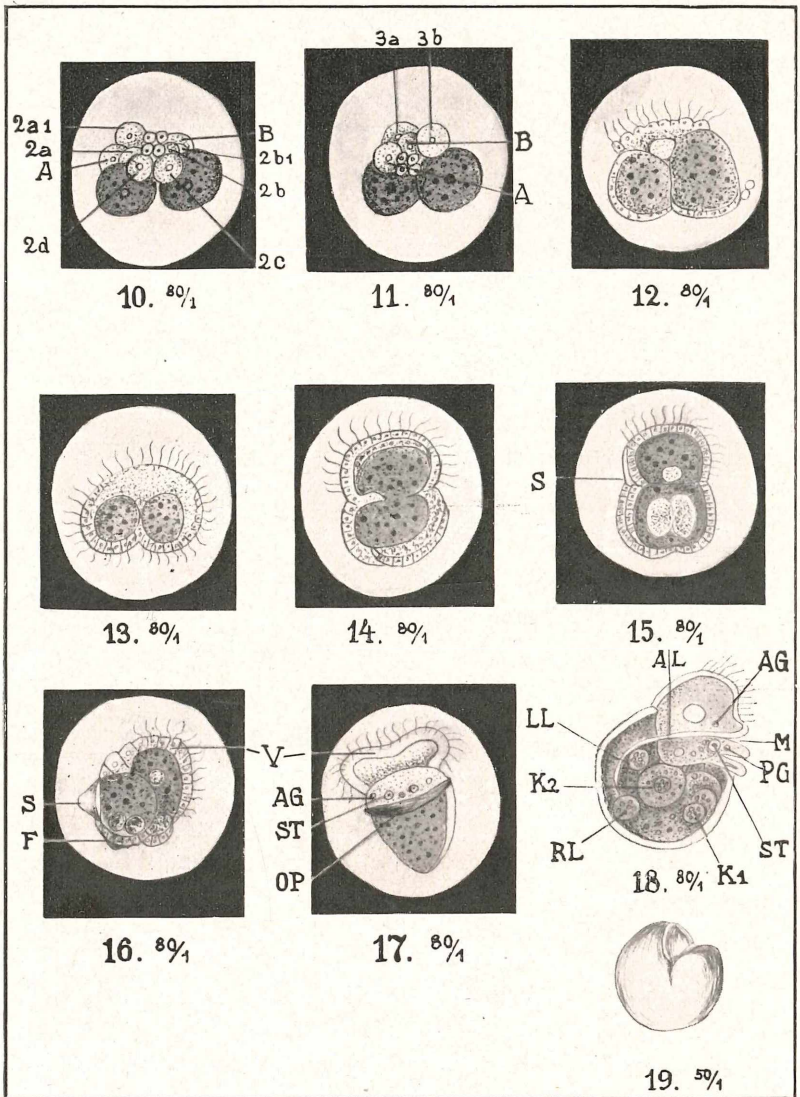 3a 3b
2a1
2a
A
2d
B
2b1
2b
2c
B
A
10. 80/1
11. 80/1
12. 80/1
S
13. 80/1
14. 80/1
15. 80/1
S
F
V
AG
ST
OP
AL
AG
LL
M
K2
PG
RL
ST
K1
16. 80/1
17. 80/1
18. 80/1
19. 50/1